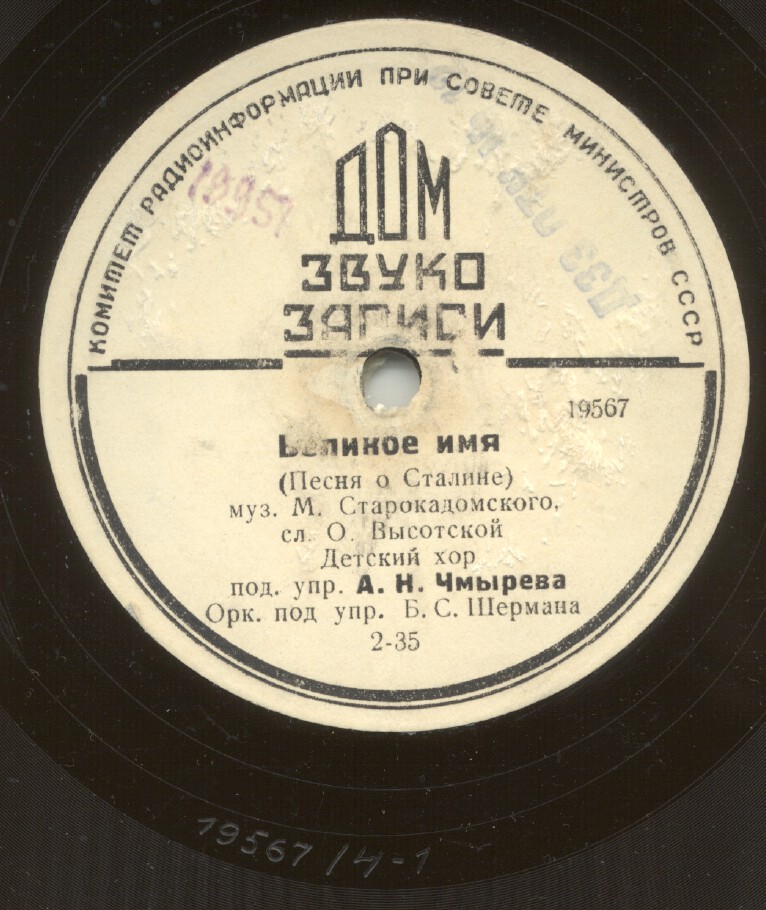 КОМИТЕТ РАДИОИНФОРМАЦИИ ПРИ СОВЕТЕ МИНИСТРОВ СССР
ДОМ
ЗВУКО
ЗАПИСИ
19567
Великое имя
(Песня о Сталине)
муз. М. Старокадомского,
сл. О. Высотской
Детский хор
под. упр. А. Н. Чмырева
Орк. под упр. Б. С. Шермана
2-35
19567/4-1